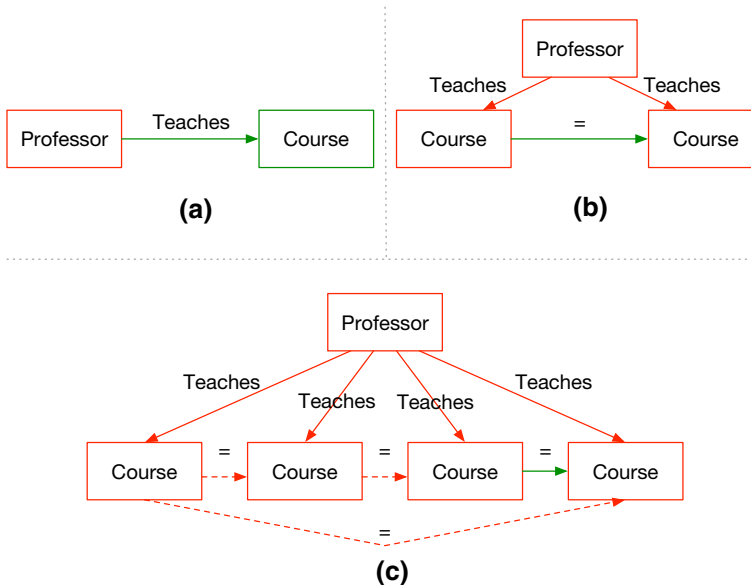 Professor
Teaches
Course
(a)
Professor
Teaches
Teaches
Course
=
Course
(b)
Professor
Teaches
Teaches
Teaches
Teaches
Course
=
Course
=
Course
=
Course
=
(c)